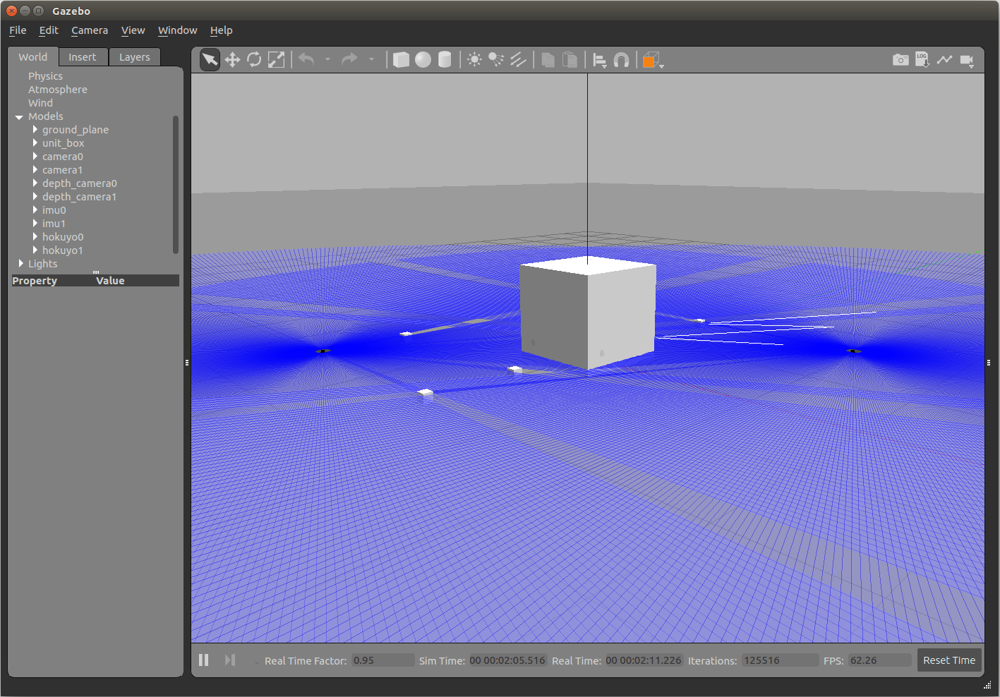 Gazebo
File Edit Camera View Window Help
World Insert Layers
Physics
Atmosphere
Wind
Models
ground_plane
unit_box
camera0
camera1
depth_camera0
depth_camera1
imu0
imu1
hokuyo0
hokuyo1
Lights
Property Value
LOG
Real Time Factor: 0.95 Sim Time: 00 00:02:05.516 Real Time: 00 00:02:11.226 Iterations: 125516 FPS: 62.26 Reset Time